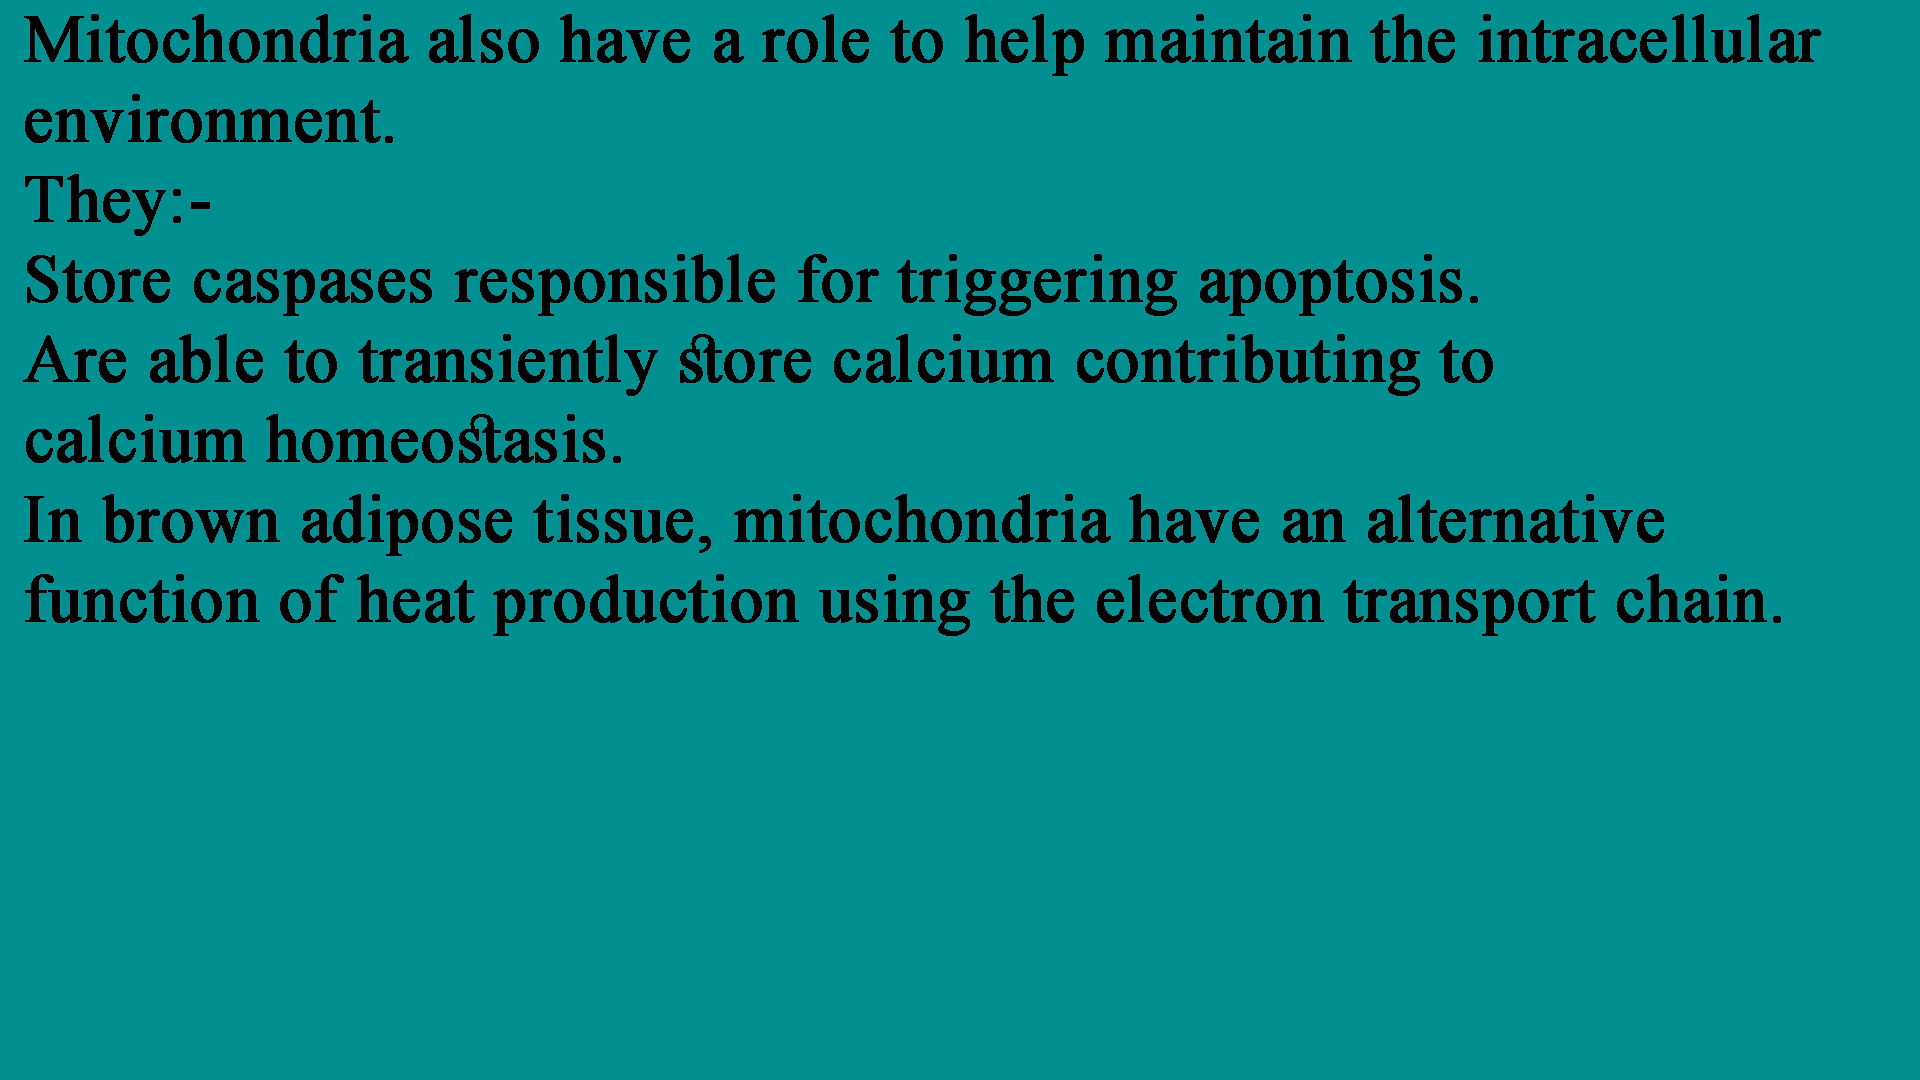 Mitochondria also have a role to help maintain the intracellular
environment.
They:-
Store caspases responsible for triggering apoptosis.
Are able to transiently store calcium contributing to
calcium homeostasis.
In brown adipose tissue, mitochondria have an alternative
function of heat production using the electron transport chain.